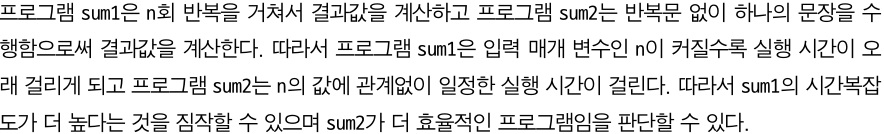 프로그램 sum1은 n회 반복을 거쳐서 결과값을 계산하고 프로그램 sum2는 반복문 없이 하나의 문장을 수
행함으로써 결과값을 계산한다. 따라서 프로그램 sum1은 입력 매개 변수인 n이 커질수록 실행 시간이 오
래 걸리게 되고 프로그램 sum2는 n의 값에 관계없이 일정한 실행 시간이 걸린다. 따라서 sum1의 시간복잡
도가 더 높다는 것을 짐작할 수 있으며 sum2가 더 효율적인 프로그램임을 판단할 수 있다.